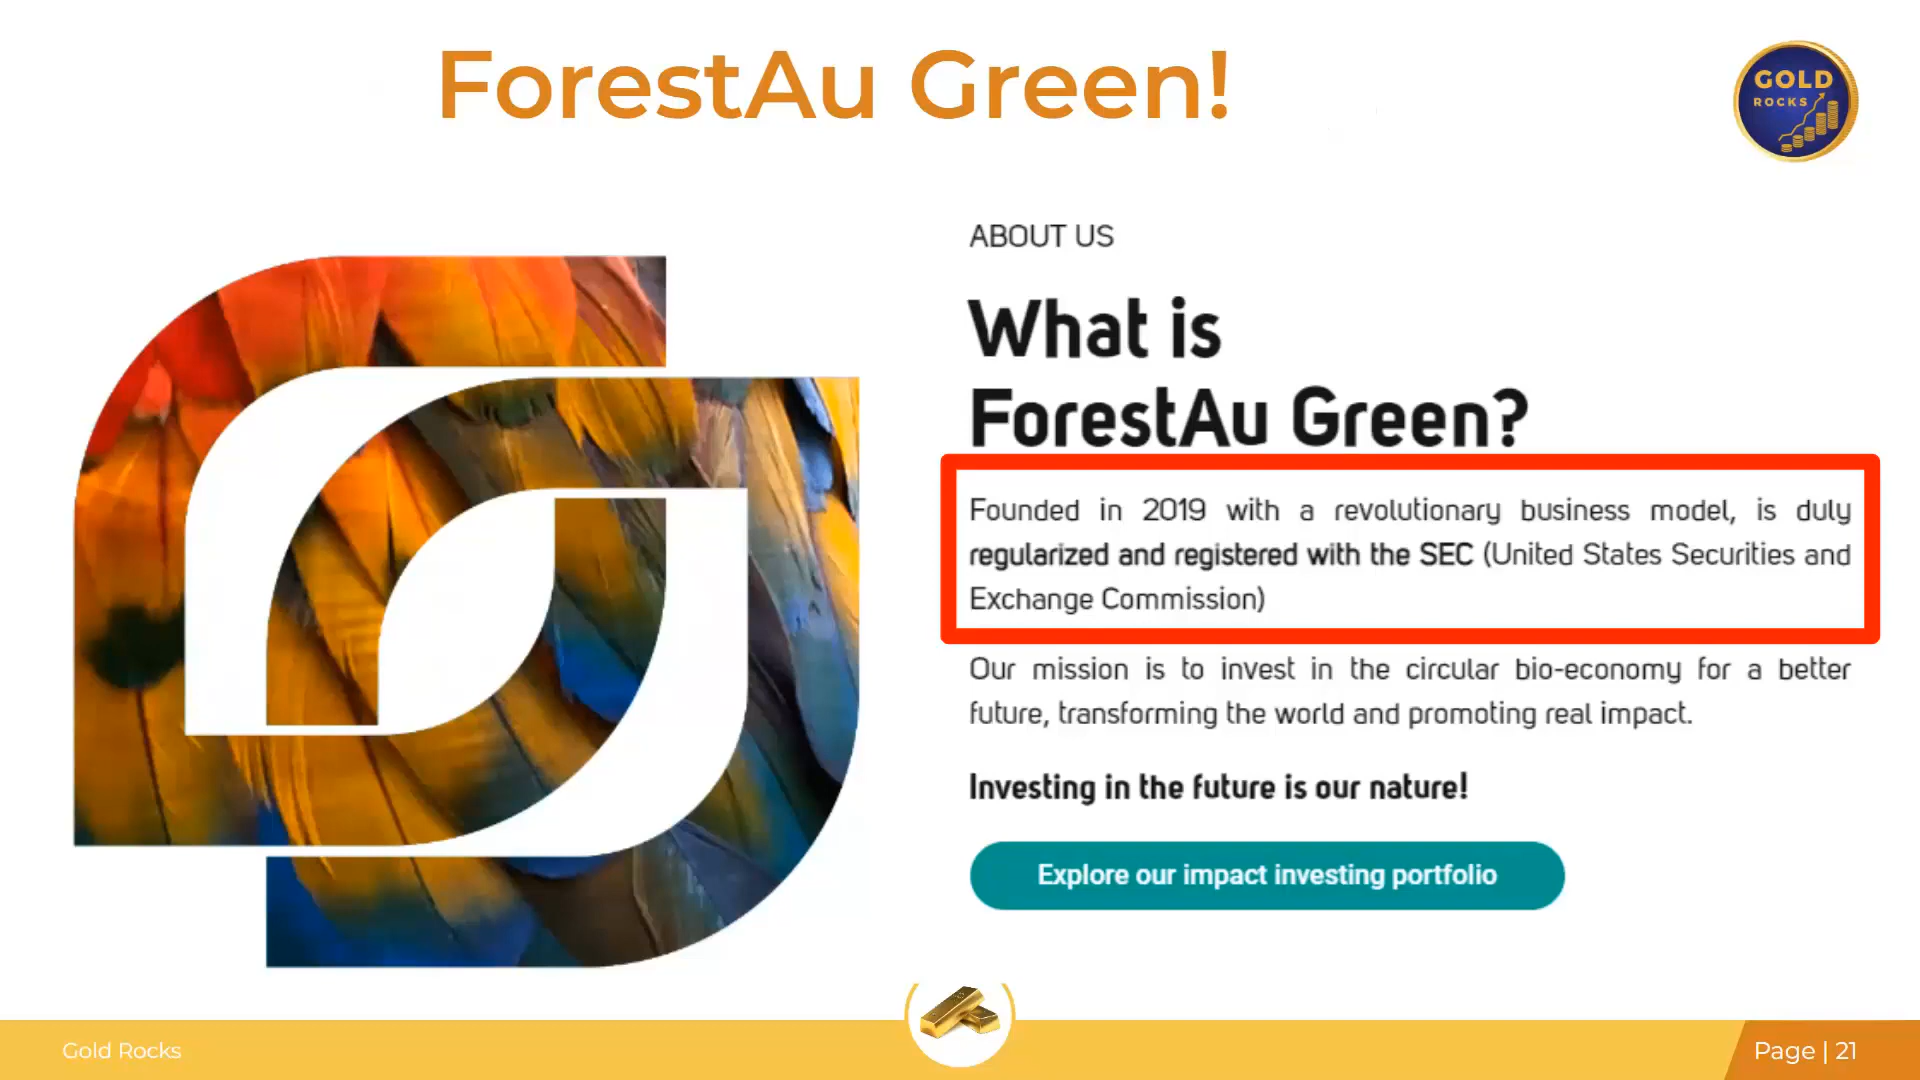 ForestAu Green!
GOLD
ROCKS
ABOUT US
What is
ForestAu Green?
Founded in 2019 with a revolutionary business model, is duly
regularized and registered with the SEC (United States Securities and
Exchange Commission)
Our mission is to invest in the circular bio-economy for a better
future, transforming the world and promoting real impact.
Investing in the future is our nature!
Explore our impact investing portfolio
Gold Rocks
Page | 21